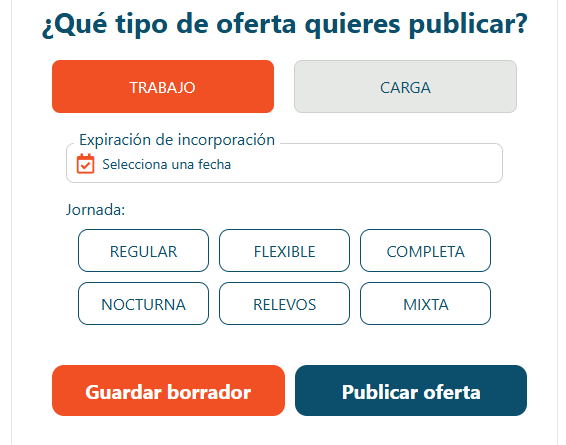 ¿Qué tipo de oferta quieres publicar?
TRABAJO CARGA
Expiración de incorporación
Selecciona una fecha
Jornada:
REGULAR FLEXIBLE COMPLETA
NOCTURNA RELEVOS MIXTA
Guardar borrador Publicar oferta